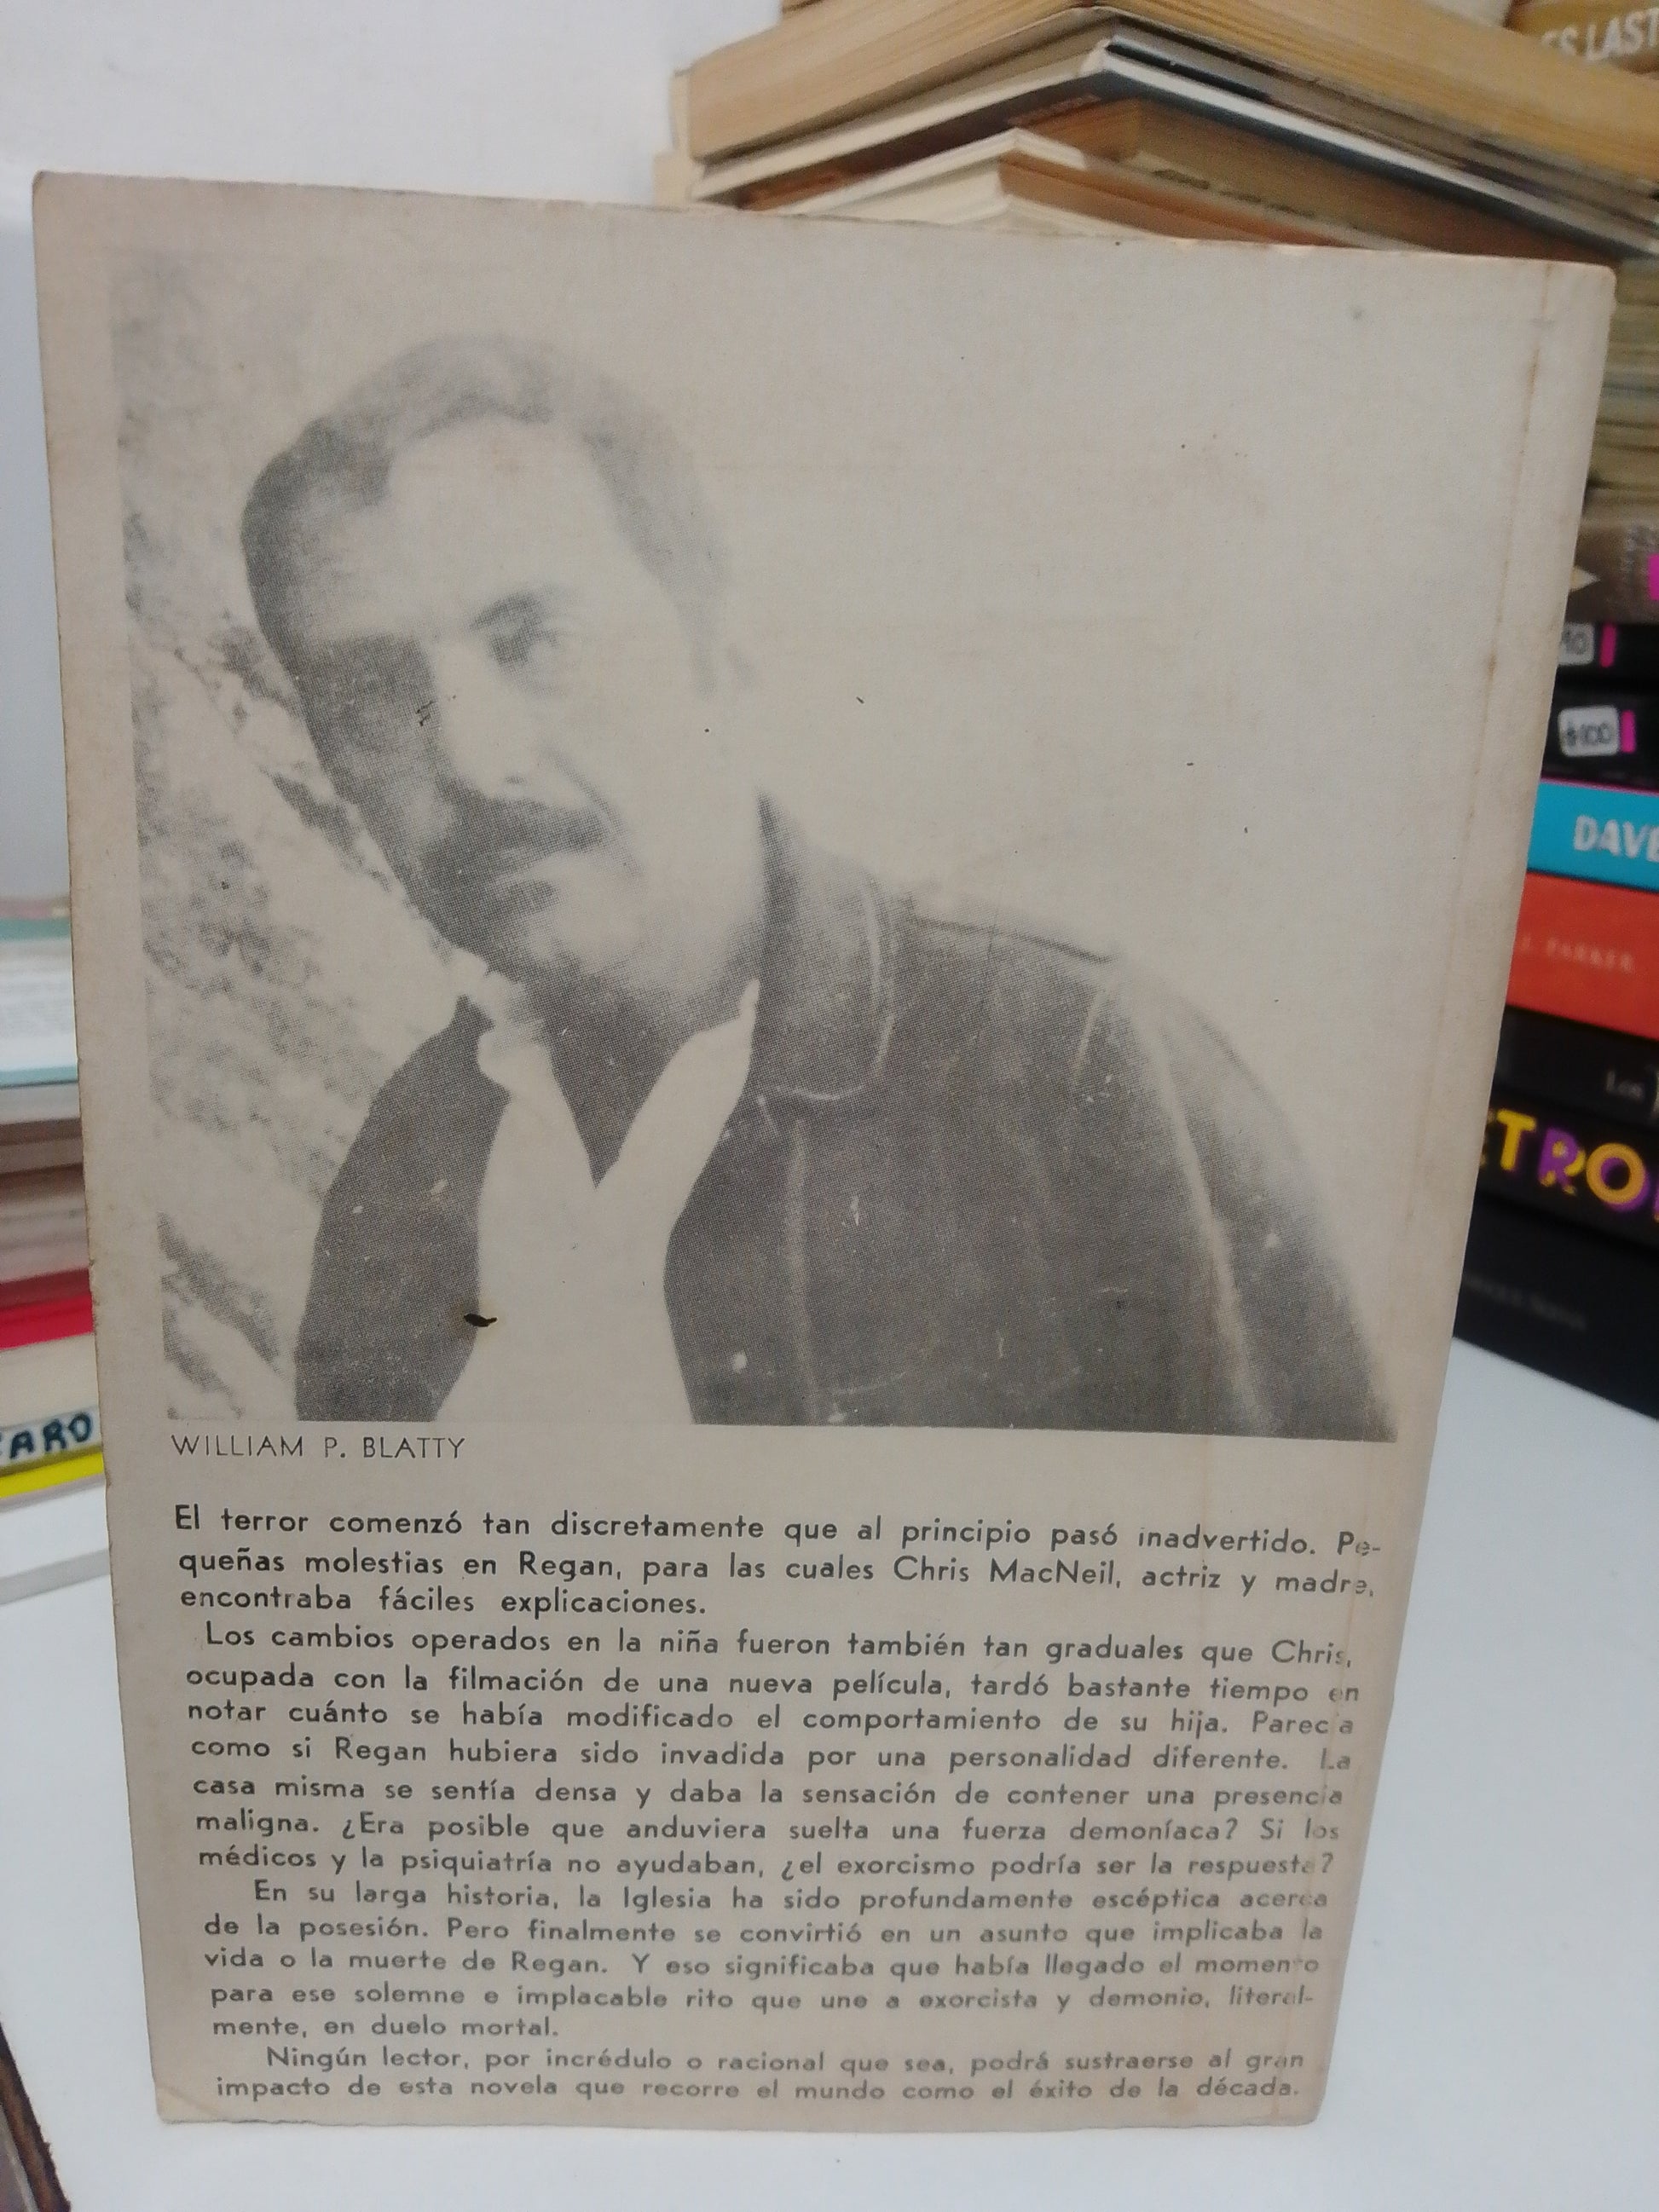 ES LAST
10
$100
DAVE
J. PARKER
Los
ETRO
ARO
WILLIAM P. BLATTY
El terror comenzó tan discretamente que al principio pasó inadvertido. Pe-
queñas molestias en Regan, para las cuales Chris MacNeil, actriz y madre,
encontraba fáciles explicaciones.
Los cambios operados en la niña fueron también tan graduales que Chris,
ocupada con la filmación de una nueva película, tardó bastante tiempo en
notar cuánto se había modificado el comportamiento de su hija. Parecía
como si Regan hubiera sido invadida por una personalidad diferente. La
casa misma se sentía densa y daba la sensación de contener una presencia
maligna. ¿Era posible que anduviera suelta una fuerza demoníaca? Si los
médicos y la psiquiatría no ayudaban, ¿el exorcismo podría ser la respuesta?
En su larga historia, la Iglesia ha sido profundamente escéptica acerca
de la posesión. Pero finalmente se convirtió en un asunto que implicaba la
vida o la muerte de Regan. Y eso significaba que había llegado el momento
para ese solemne e implacable rito que une a exorcista y demonio, literal-
mente, en duelo mortal.
Ningún lector, por incrédulo o racional que sea, podrá sustraerse al gran
impacto de esta novela que recorre el mundo como el éxito de la década.